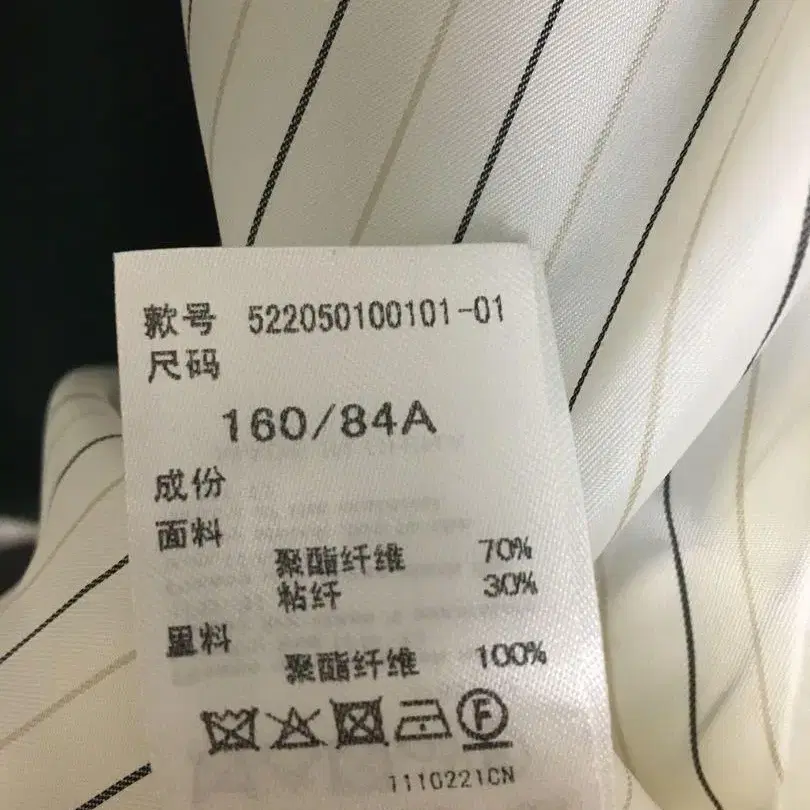 款号 522050100101-01
尺码
160/84A
成份
面料
聚酯纤维 70%
粘纤 30%
里料
聚酯纤维 100%
F
1110221CN